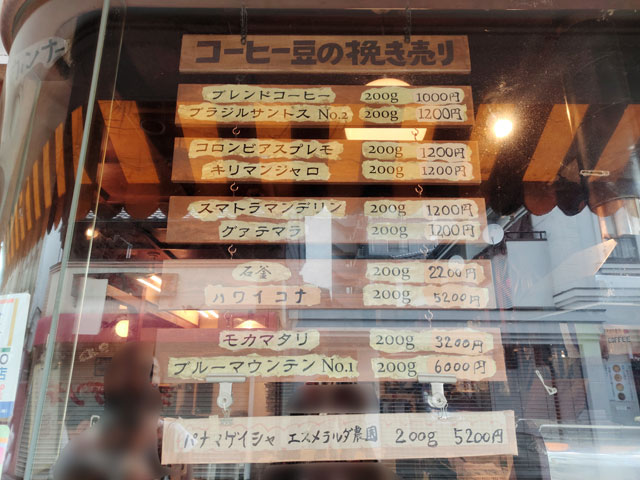 コーヒー豆の挽き売り
ブレンドコーヒー 200g 1000円
ブラジルサントス No.2 200g 1200円
コロンビアスプレモ 200g 1200円
キリマンジャロ 200g 1200円
スマトラマンデリン 200g 1200円
グァテマラ 200g 1200円
石釜 200g 2200円
ハワイコナ 200g 5200円
モカマタリ 200g 3200円
ブルーマウンテン No.1 200g 6000円
パナマゲイシャ エスメラルダ農園 200g 5200円